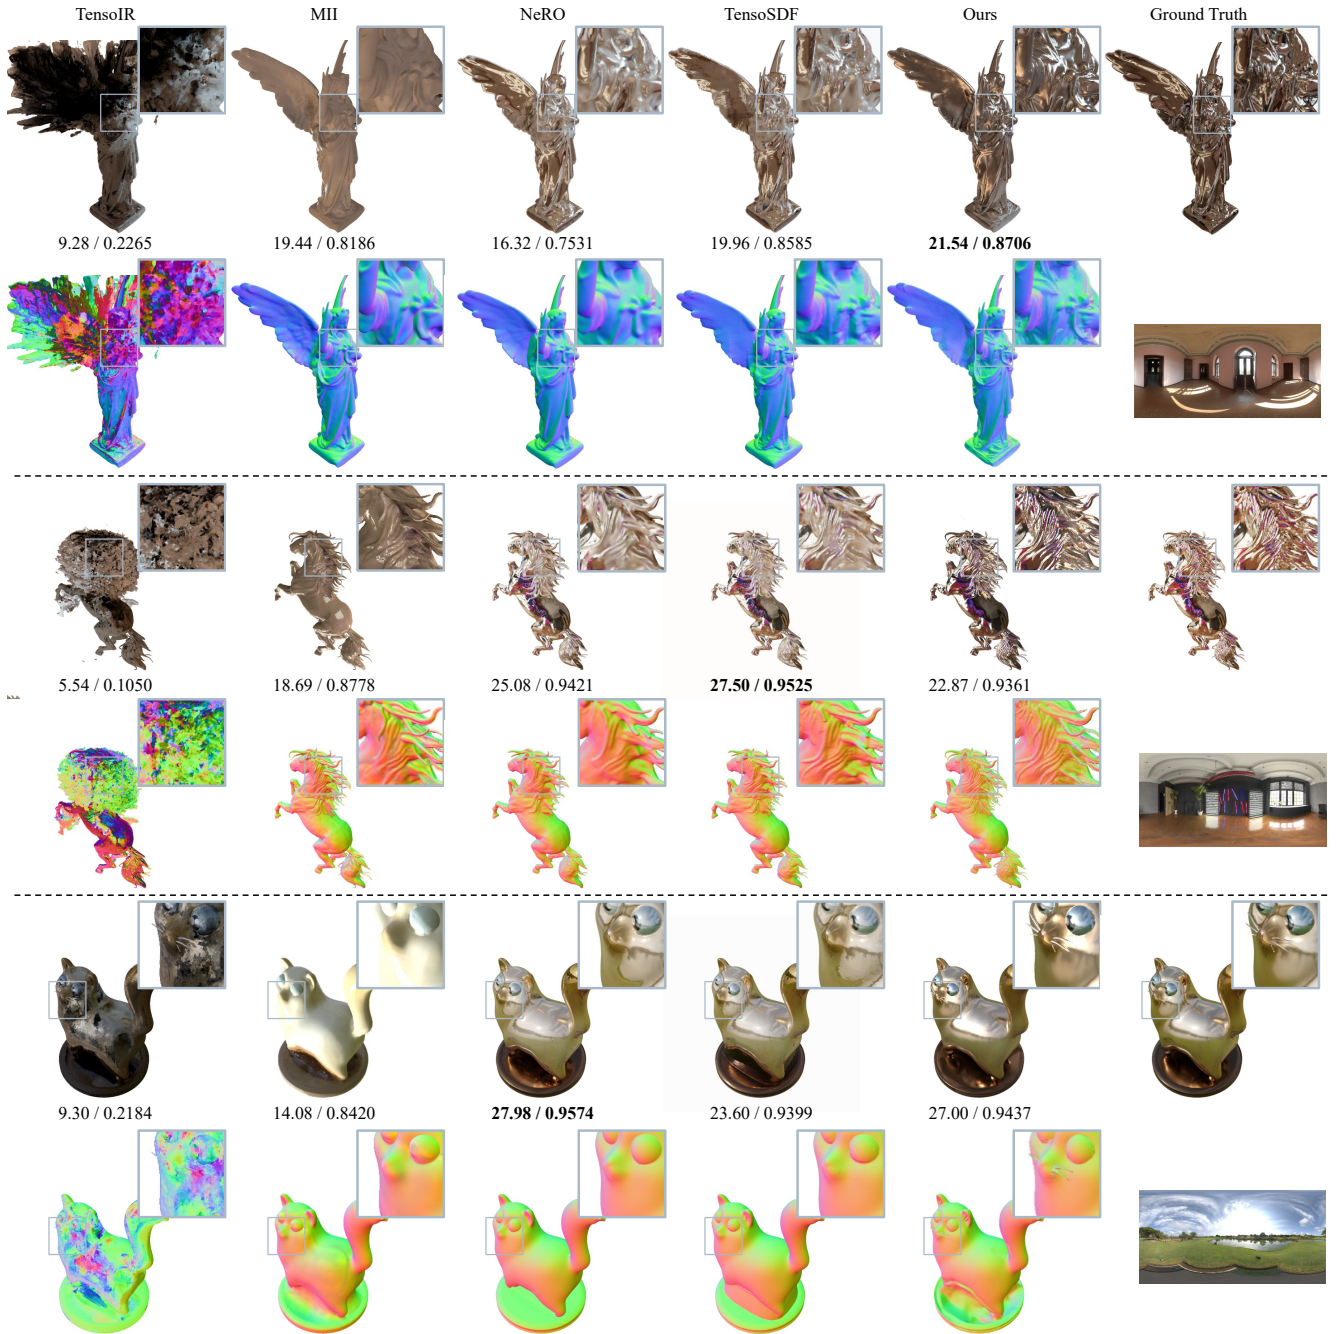 TensoIR MII NeRO TensoSDF Ours Ground Truth
9.28 / 0.2265 19.44 / 0.8186 16.32 / 0.7531 19.96 / 0.8585 21.54 / 0.8706
5.54 / 0.1050 18.69 / 0.8778 25.08 / 0.9421 27.50 / 0.9525 22.87 / 0.9361
9.30 / 0.2184 14.08 / 0.8420 27.98 / 0.9574 23.60 / 0.9399 27.00 / 0.9437